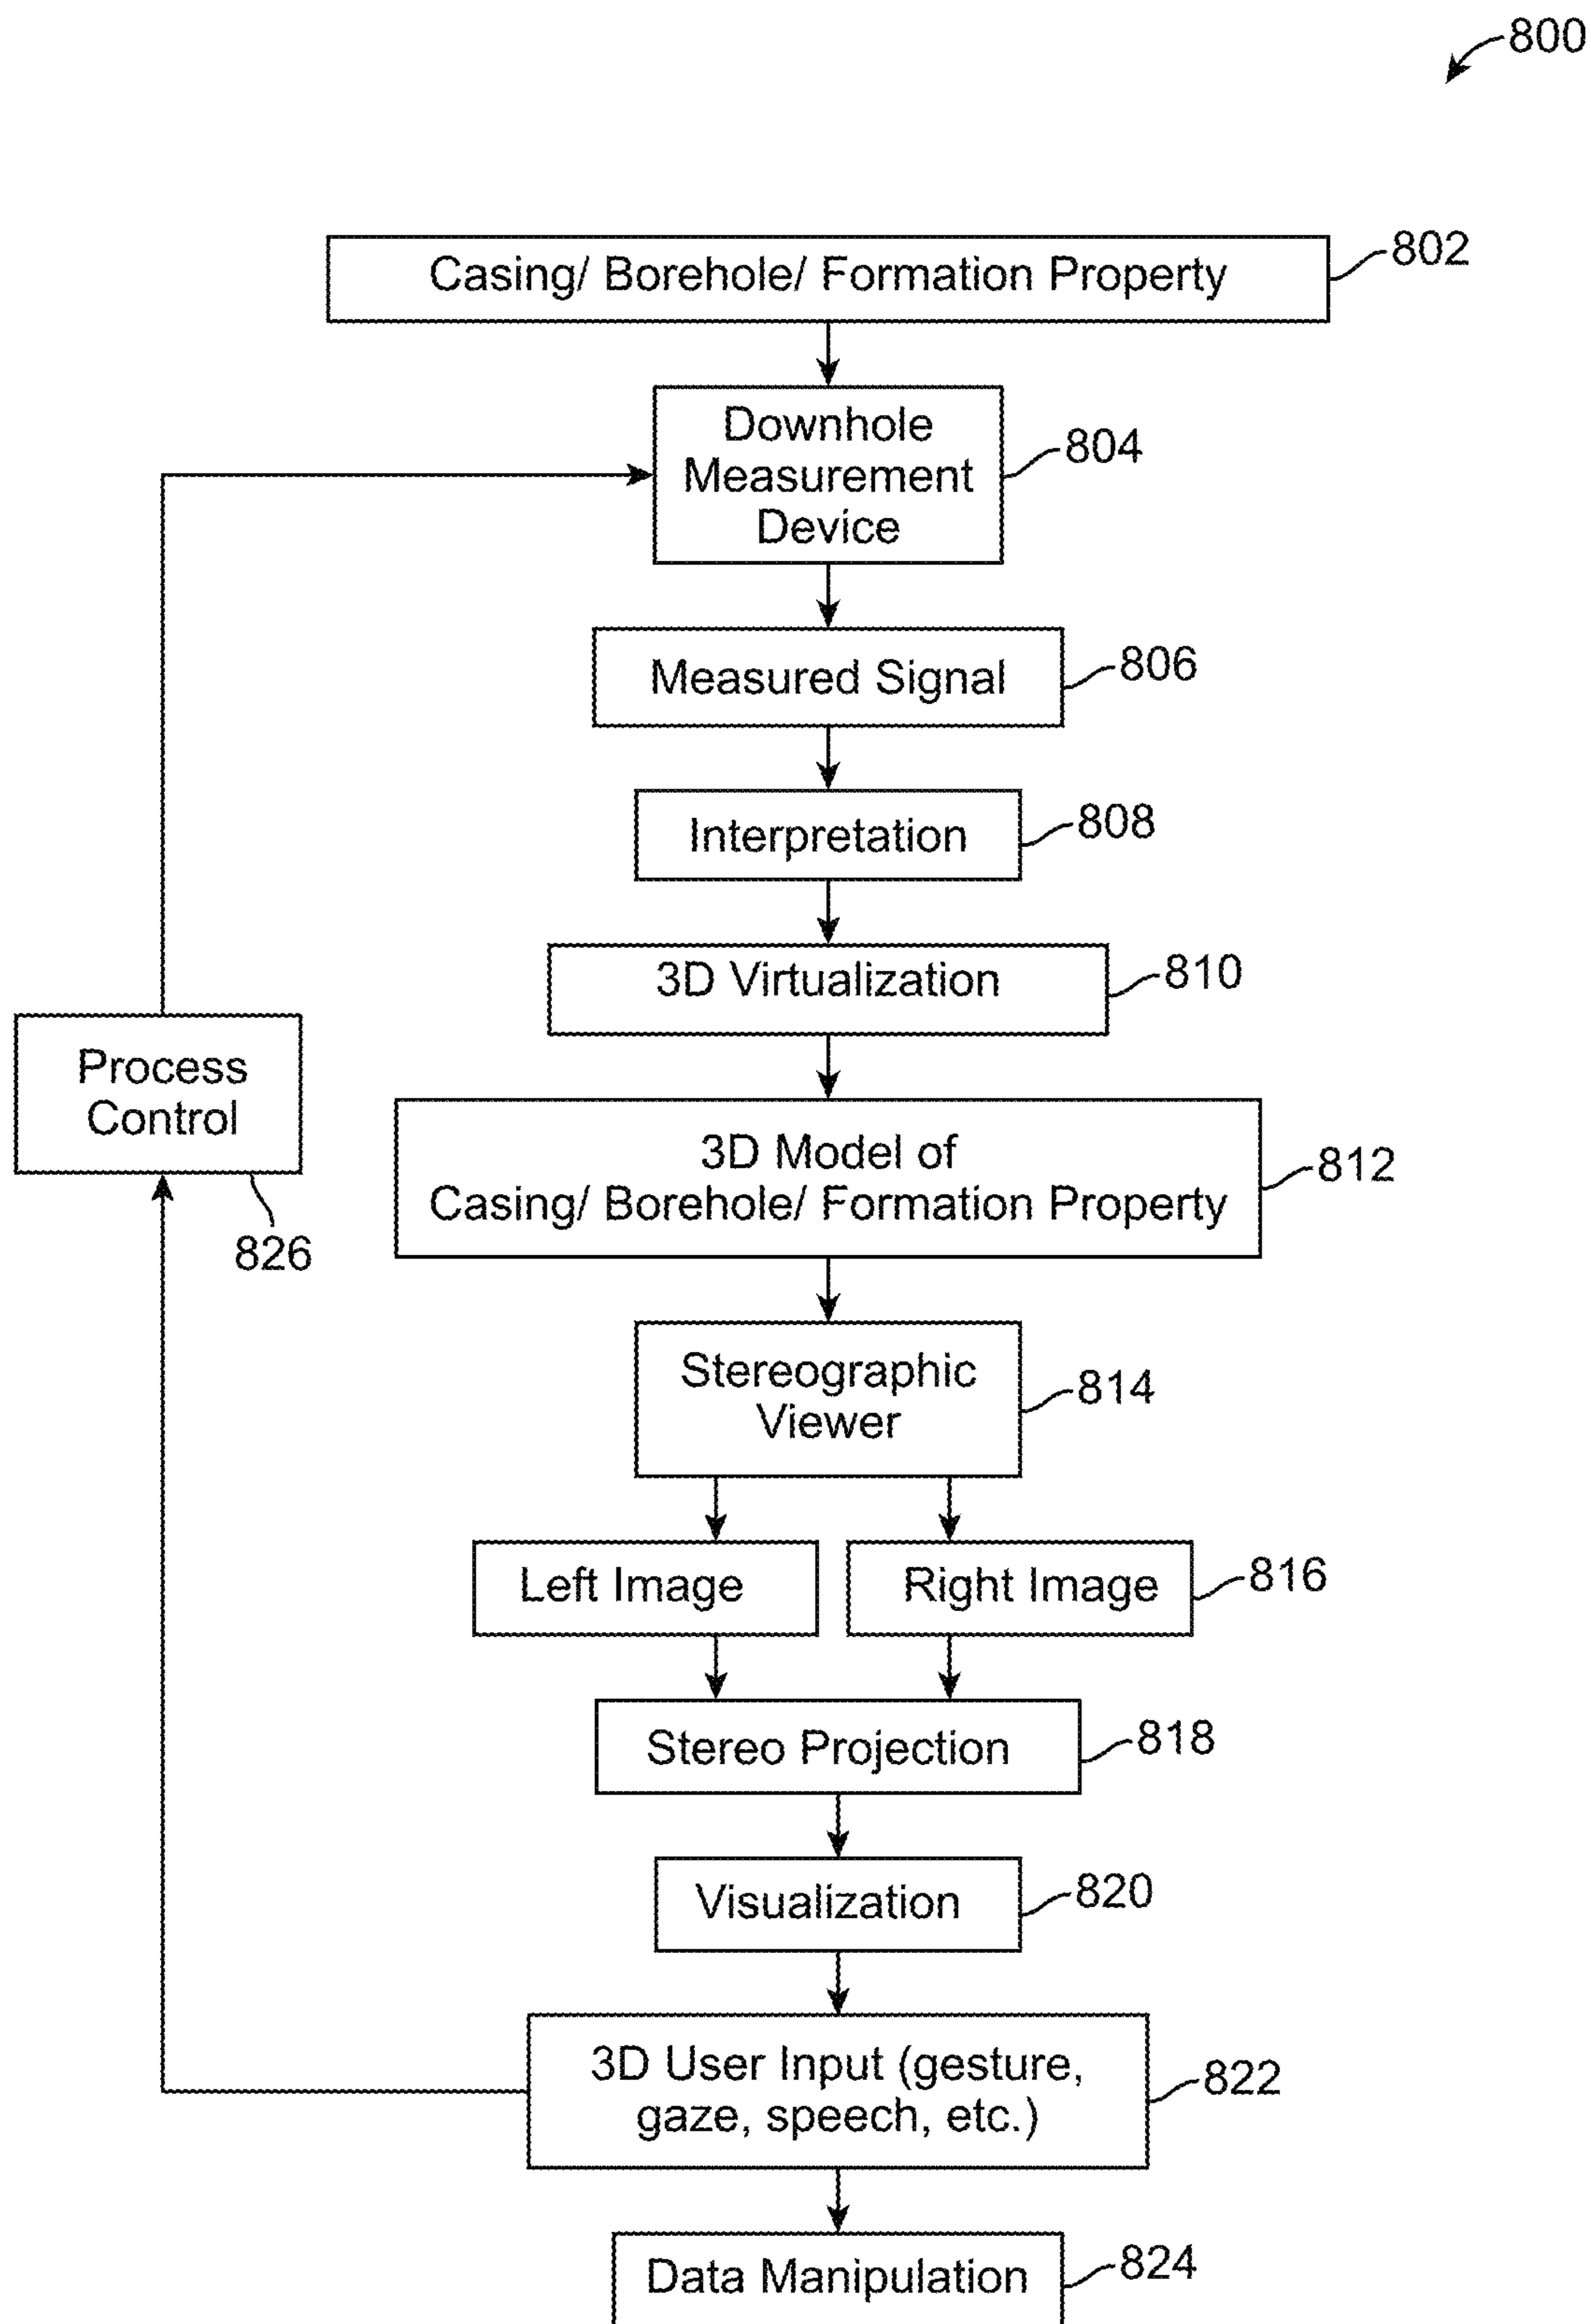 800
Casing/ Borehole/ Formation Property
802
Downhole
Measurement
Device
804
Measured Signal
806
Interpretation
808
3D Virtualization
810
Process
Control
826
3D Model of
Casing/ Borehole/ Formation Property
812
Stereographic
Viewer
814
Left Image
Right Image
816
Stereo Projection
818
Visualization
820
3D User Input (gesture,
gaze, speech, etc.)
822
Data Manipulation
824